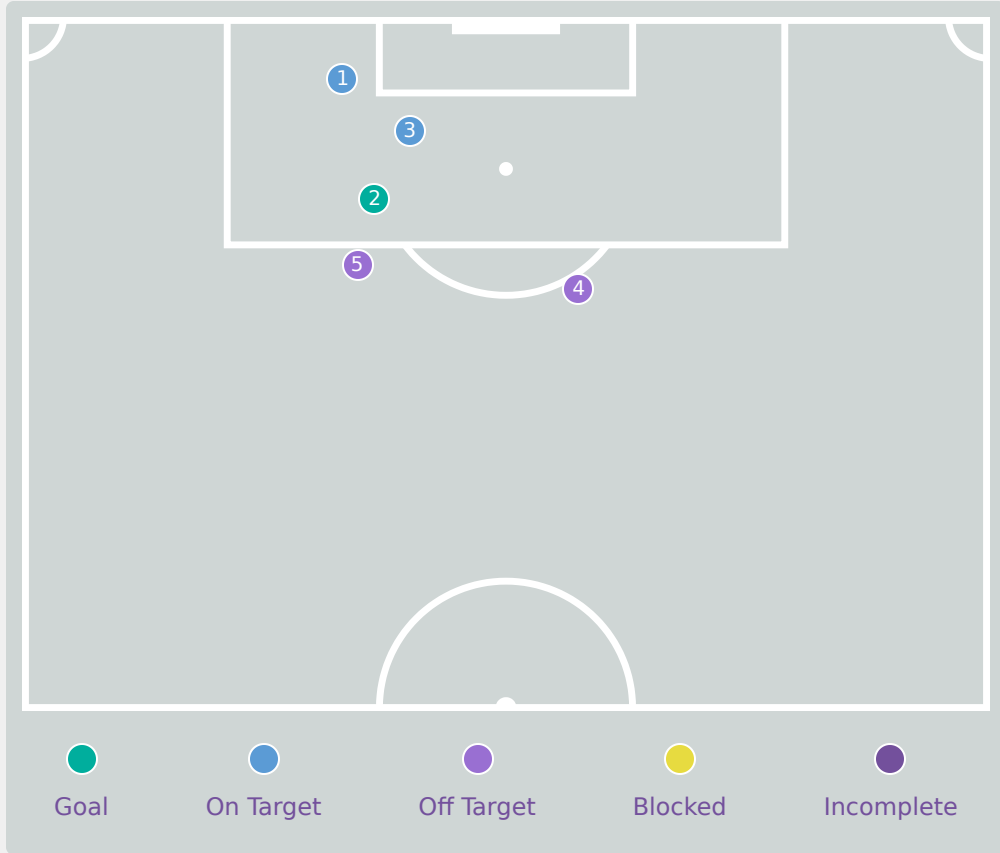 1
3
2
5
4
Goal
On Target
Off Target
Blocked
Incomplete